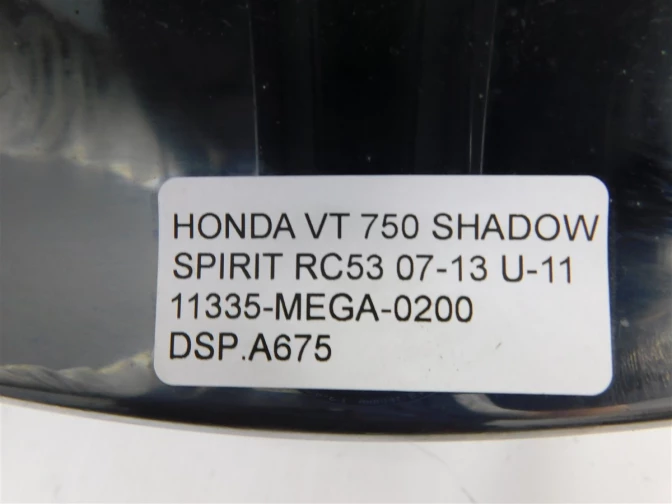 HONDA VT 750 SHADOW
SPIRIT RC53 07-13 U-11
11335-MEGA-0200
DSP.A675